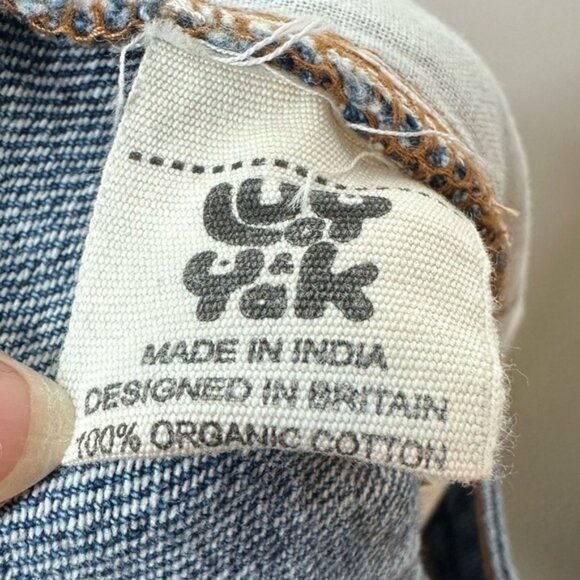 LUCY
& Yak
MADE IN INDIA
DESIGNED IN BRITAIN
100% ORGANIC COTTON